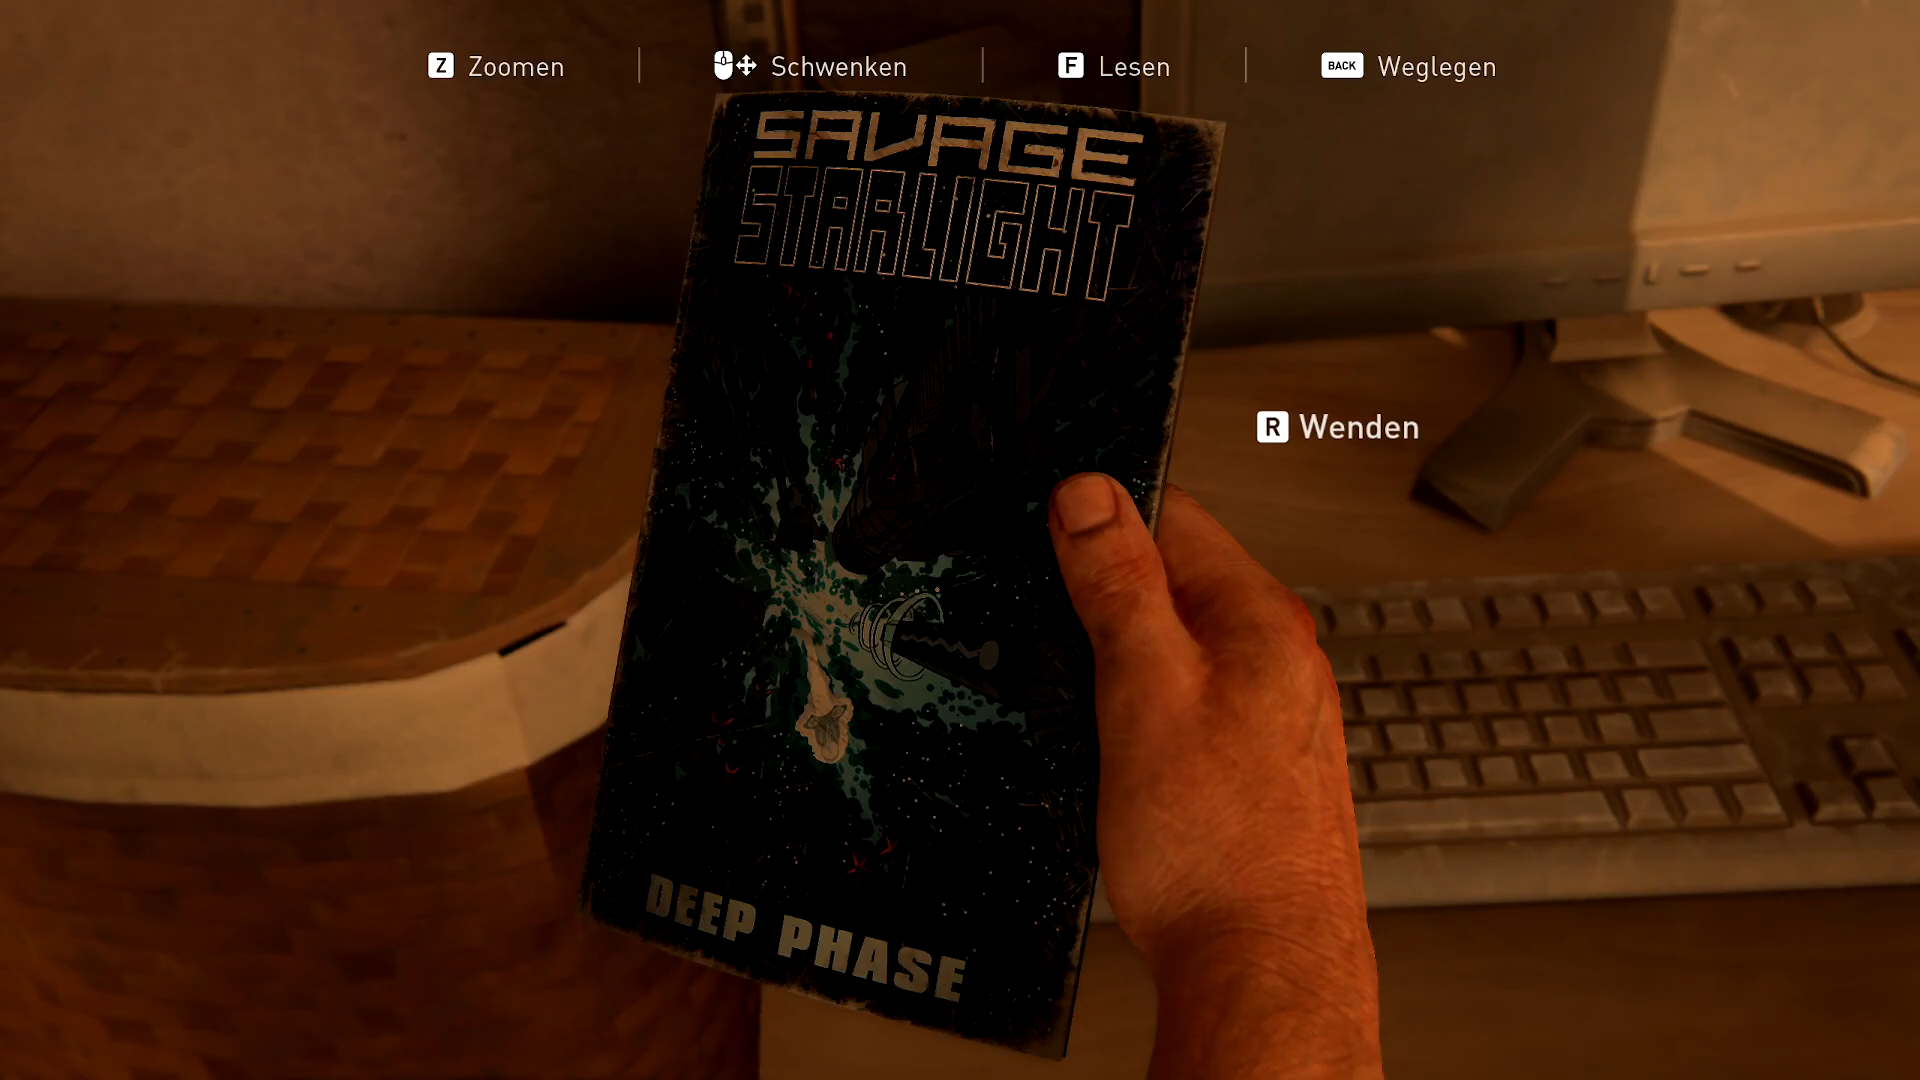 Z Zoomen
Schwenken
F Lesen
BACK Weglegen
SAVAGE
STARLIGHT
R Wenden
DEEP PHASE